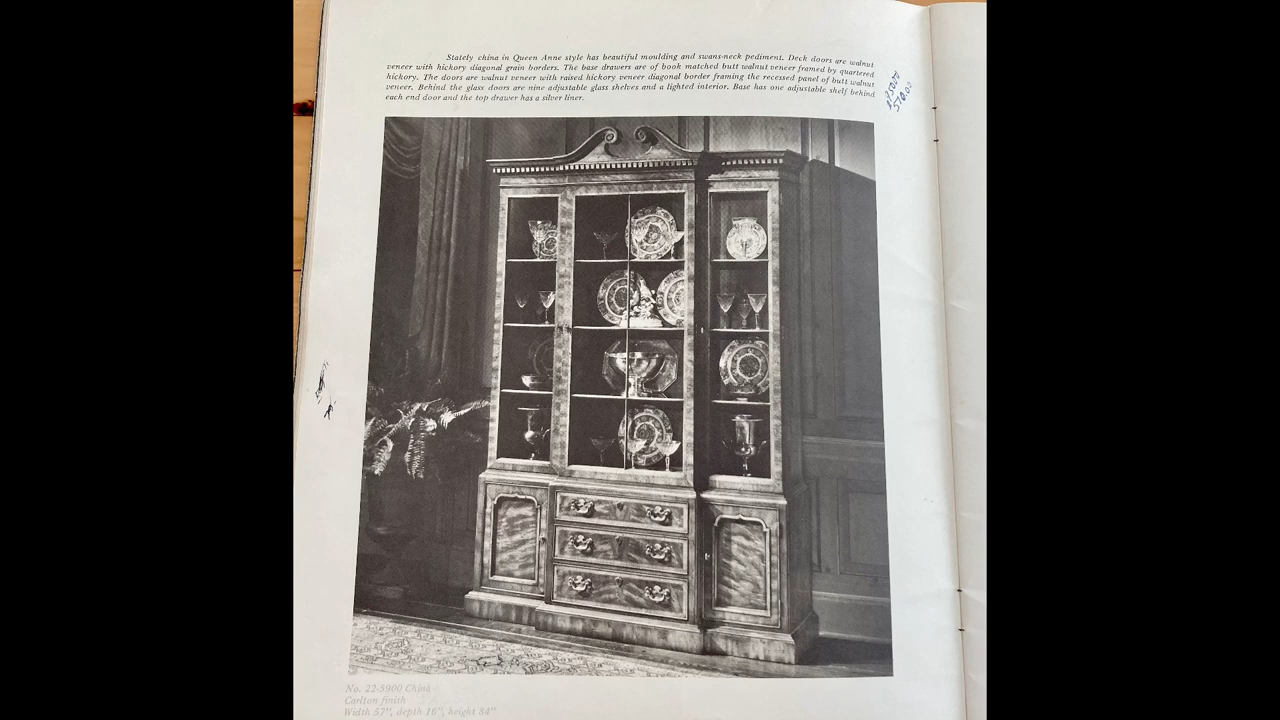 Stately china in Queen Anne style has beautiful moulding and swans-neck pediment. Deck doors are walnut
veneer with hickory diagonal grain borders. The base drawers are of book matched butt walnut veneer framed by quartered
hickory. The doors are walnut veneer with raised hickory veneer diagonal border framing the recessed panel of butt walnut
veneer. Behind the glass doors are nine adjustable glass shelves and a lighted interior. Base has one adjustable shelf behind
each end door and the top drawer has a silver liner.
No. 22-5900 China
Carlton finish
Width 57", depth 16", height 84"